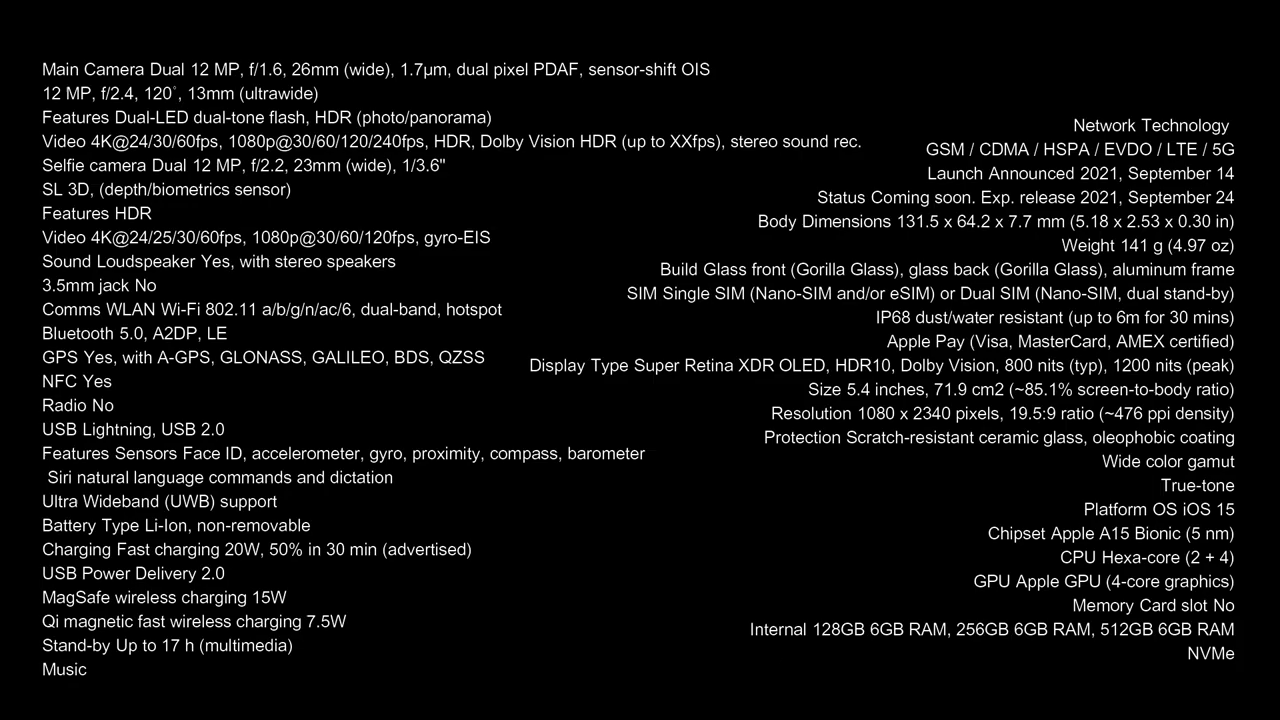 Main Camera Dual 12 MP, f/1.6, 26mm (wide), 1.7µm, dual pixel PDAF, sensor-shift OIS
12 MP, f/2.4, 120˚, 13mm (ultrawide)
Features Dual-LED dual-tone flash, HDR (photo/panorama)
Video 4K@24/30/60fps, 1080p@30/60/120/240fps, HDR, Dolby Vision HDR (up to XXfps), stereo sound rec.
Selfie camera Dual 12 MP, f/2.2, 23mm (wide), 1/3.6"
SL 3D, (depth/biometrics sensor)
Features HDR
Video 4K@24/25/30/60fps, 1080p@30/60/120fps, gyro-EIS
Sound Loudspeaker Yes, with stereo speakers
3.5mm jack No
Comms WLAN Wi-Fi 802.11 a/b/g/n/ac/6, dual-band, hotspot
Bluetooth 5.0, A2DP, LE
GPS Yes, with A-GPS, GLONASS, GALILEO, BDS, QZSS
NFC Yes
Radio No
USB Lightning, USB 2.0
Features Sensors Face ID, accelerometer, gyro, proximity, compass, barometer
Siri natural language commands and dictation
Ultra Wideband (UWB) support
Battery Type Li-Ion, non-removable
Charging Fast charging 20W, 50% in 30 min (advertised)
USB Power Delivery 2.0
MagSafe wireless charging 15W
Qi magnetic fast wireless charging 7.5W
Stand-by Up to 17 h (multimedia)
Music
Network Technology
GSM / CDMA / HSPA / EVDO / LTE / 5G
Launch Announced 2021, September 14
Status Coming soon. Exp. release 2021, September 24
Body Dimensions 131.5 x 64.2 x 7.7 mm (5.18 x 2.53 x 0.30 in)
Weight 141 g (4.97 oz)
Build Glass front (Gorilla Glass), glass back (Gorilla Glass), aluminum frame
SIM Single SIM (Nano-SIM and/or eSIM) or Dual SIM (Nano-SIM, dual stand-by)
IP68 dust/water resistant (up to 6m for 30 mins)
Apple Pay (Visa, MasterCard, AMEX certified)
Display Type Super Retina XDR OLED, HDR10, Dolby Vision, 800 nits (typ), 1200 nits (peak)
Size 5.4 inches, 71.9 cm2 (~85.1% screen-to-body ratio)
Resolution 1080 x 2340 pixels, 19.5:9 ratio (~476 ppi density)
Protection Scratch-resistant ceramic glass, oleophobic coating
Wide color gamut
True-tone
Platform OS iOS 15
Chipset Apple A15 Bionic (5 nm)
CPU Hexa-core (2 + 4)
GPU Apple GPU (4-core graphics)
Memory Card slot No
Internal 128GB 6GB RAM, 256GB 6GB RAM, 512GB 6GB RAM
NVMe